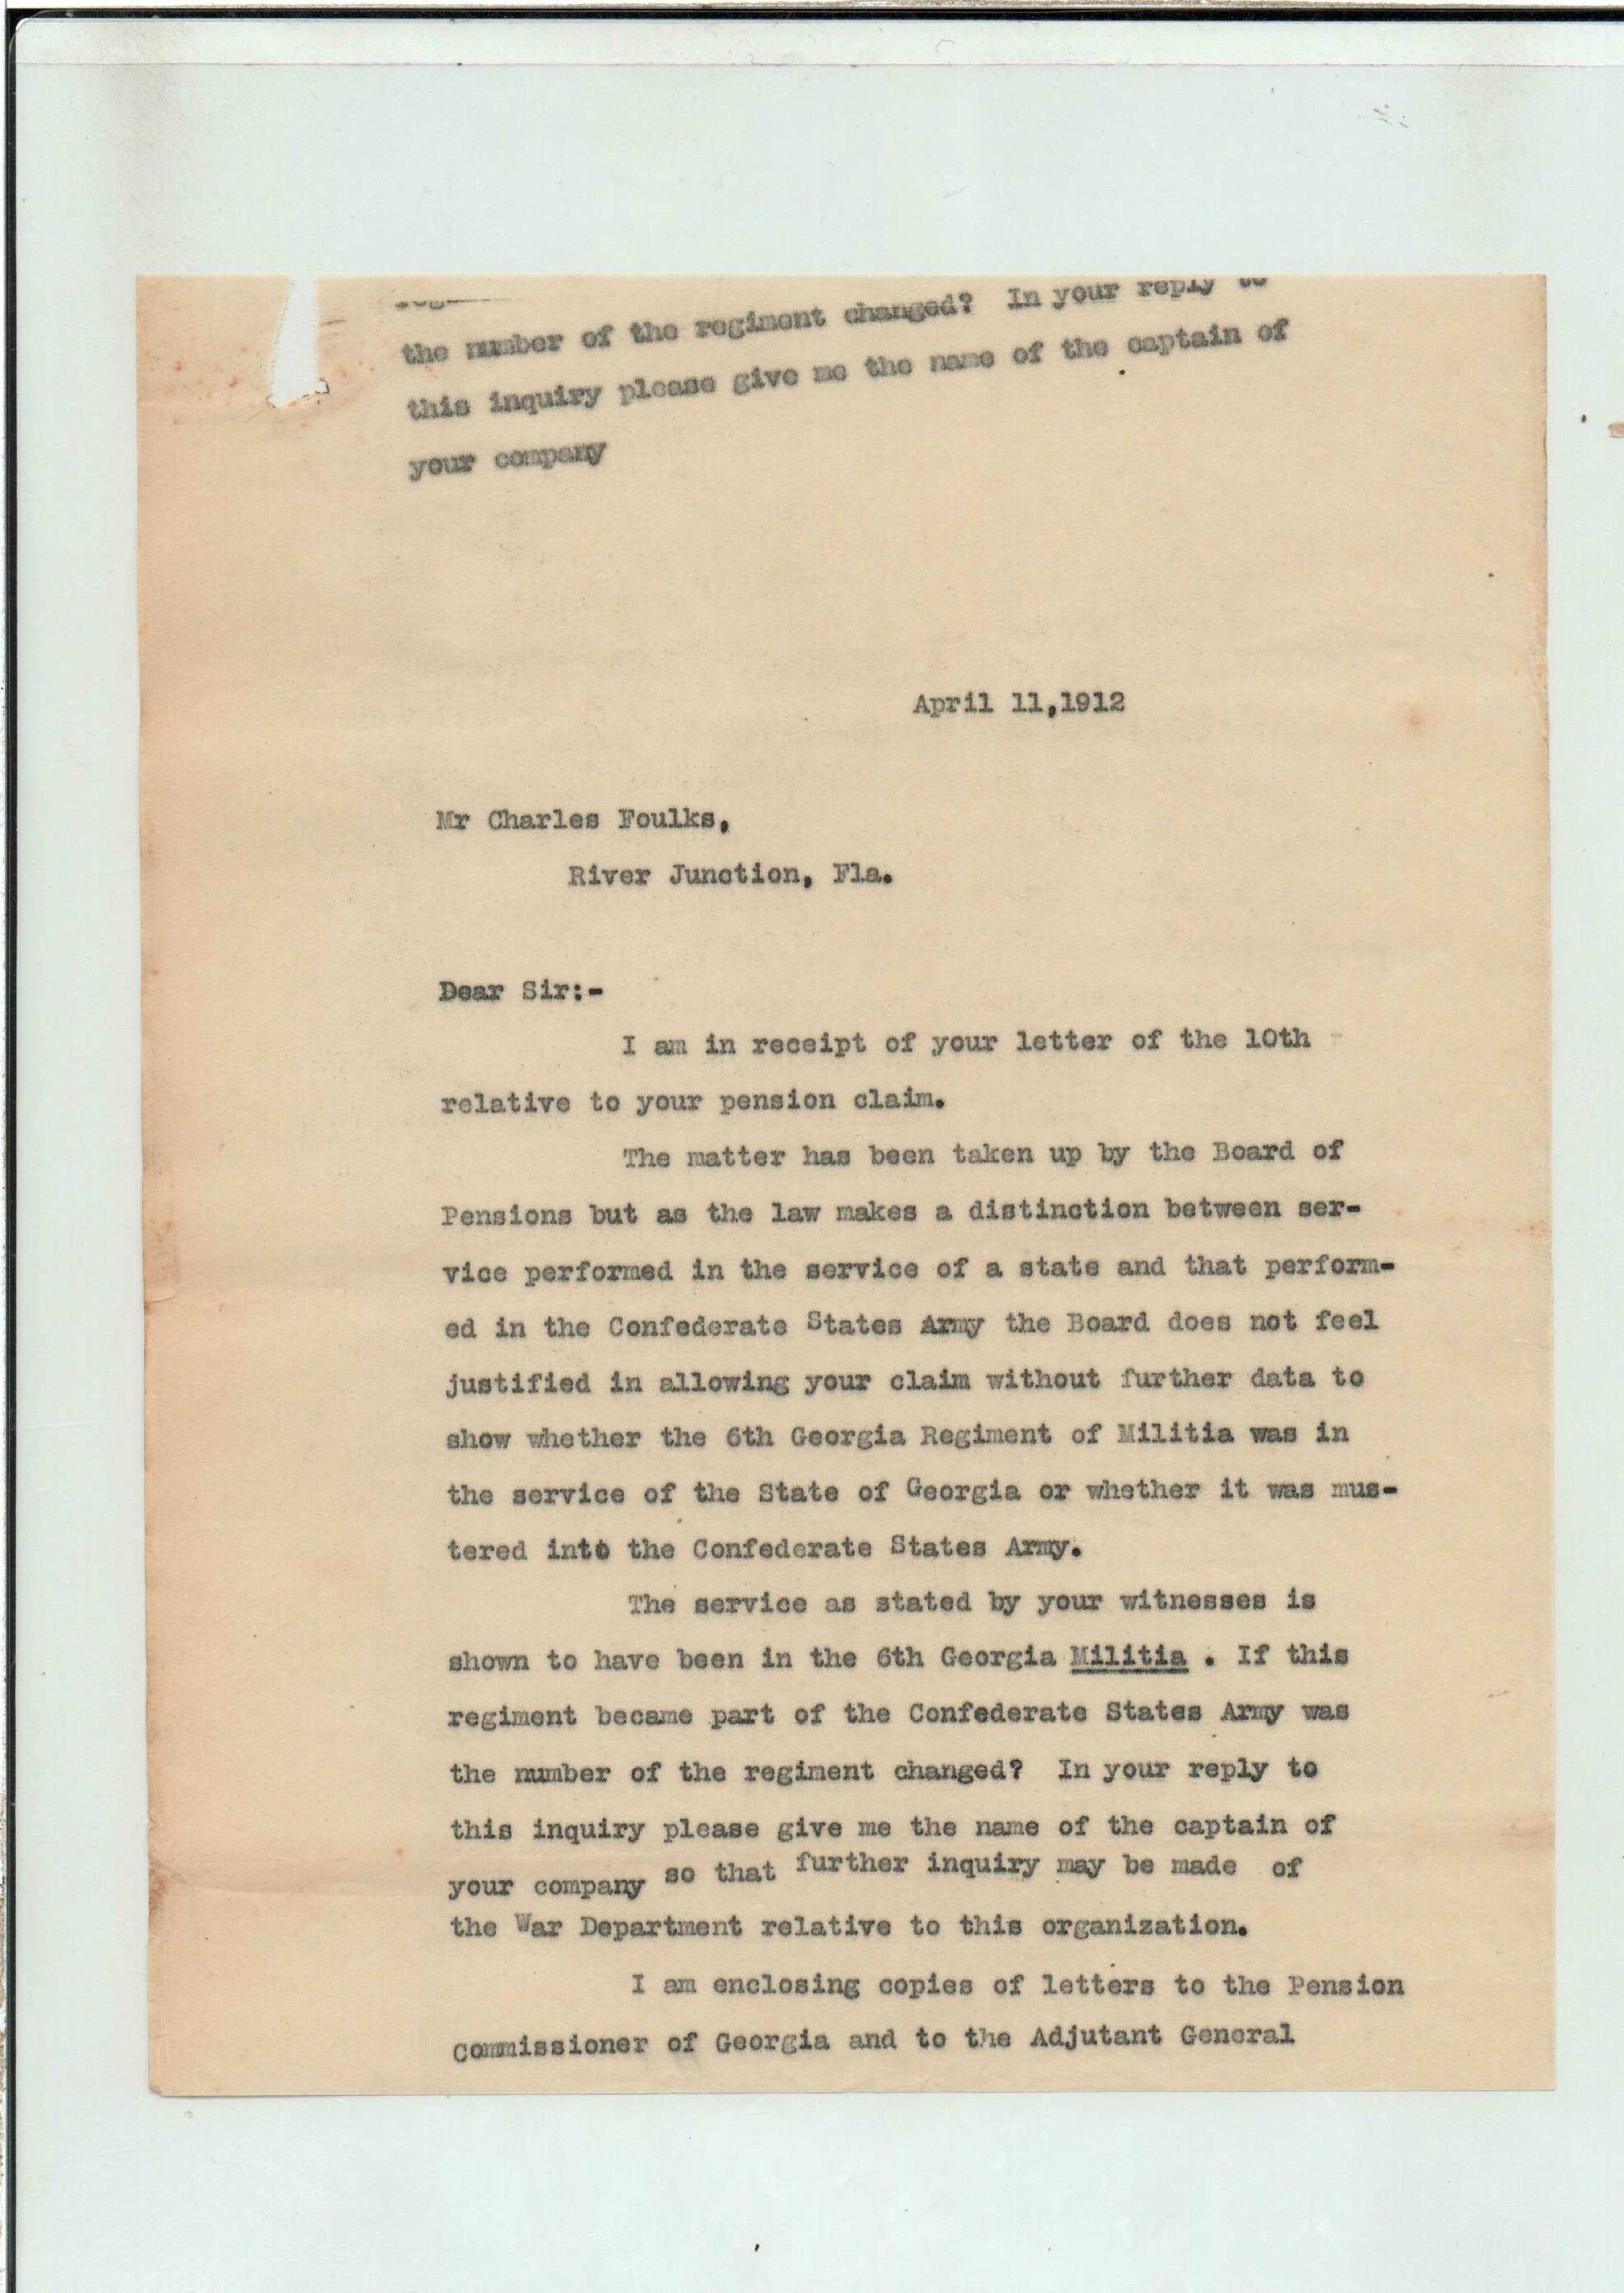 the number of the regiment changed? In your reply to
this inquiry please give me the name of the captain of
your company
April 11,1912
Mr Charles Foulks,
River Junction, Fla.
Dear Sir:-
I am in receipt of your letter of the 10th
relative to your pension claim.
The matter has been taken up by the Board of
Pensions but as the law makes a distinction between ser-
vice performed in the service of a state and that perform-
ed in the Confederate States Army the Board does not feel
justified in allowing your claim without further data to
show whether the 6th Georgia Regiment of Militia was in
the service of the State of Georgia or whether it was mus-
tered into the Confederate States Army.
The service as stated by your witnesses is
shown to have been in the 6th Georgia Militia . If this
regiment became part of the Confederate States Army was
the number of the regiment changed? In your reply to
this inquiry please give me the name of the captain of
your company so that further inquiry may be made of
the War Department relative to this organization.
I am enclosing copies of letters to the Pension
Commissioner of Georgia and to the Adjutant General